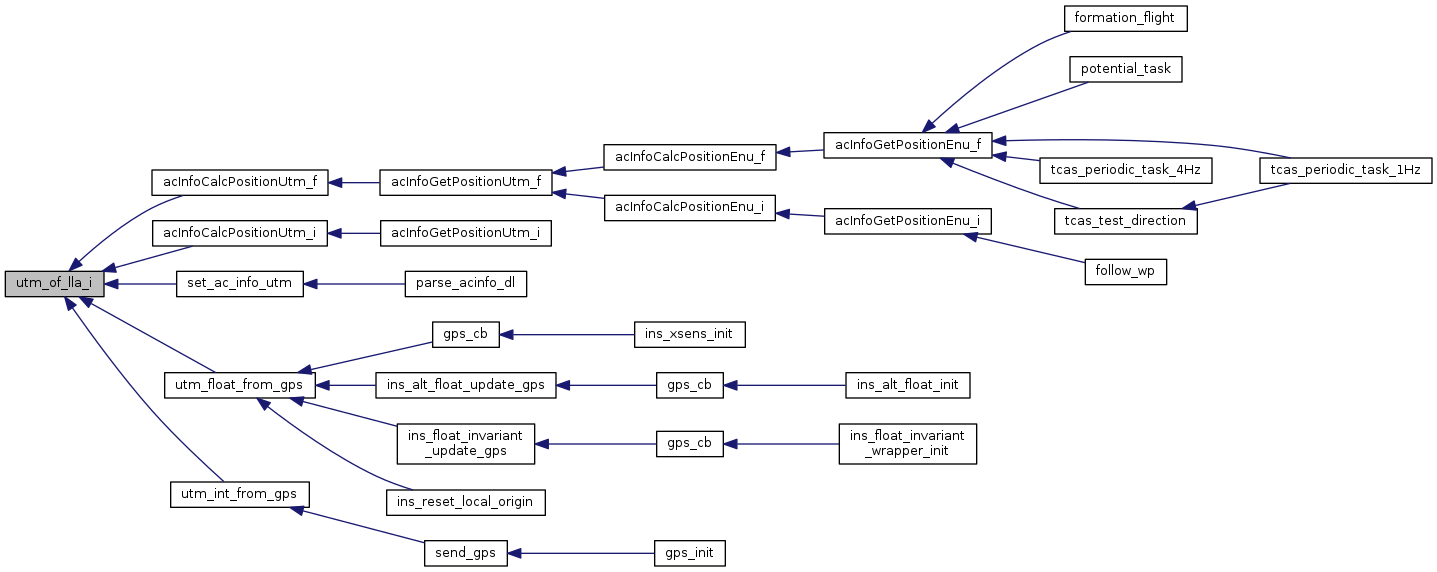 formation_flight
potential_task
acInfoGetPositionEnu_f
acInfoCalcPositionEnu_f
tcas_periodic_task_4Hz
tcas_periodic_task_1Hz
acInfoCalcPositionUtm_f
acInfoGetPositionUtm_f
acInfoCalcPositionEnu_i
acInfoGetPositionEnu_i
tcas_test_direction
acInfoCalcPositionUtm_i
acInfoGetPositionUtm_i
follow_wp
utm_of_lla_i
set_ac_info_utm
parse_acinfo_dl
gps_cb
ins_xsens_init
utm_float_from_gps
ins_alt_float_update_gps
gps_cb
ins_alt_float_init
ins_float_invariant
_update_gps
gps_cb
ins_float_invariant
_wrapper_init
utm_int_from_gps
ins_reset_local_origin
send_gps
gps_init